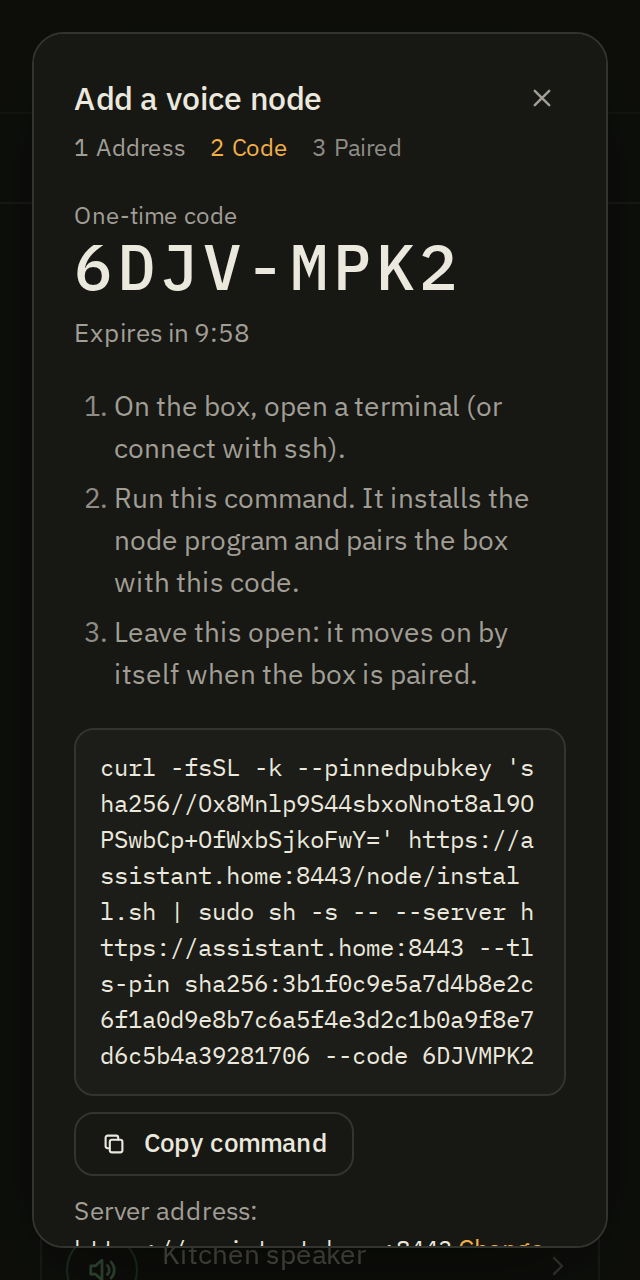 Add a voice node
1 Address 2 Code 3 Paired
One-time code
6DJV-MPK2
Expires in 9:58
1. On the box, open a terminal (or
connect with ssh).
2. Run this command. It installs the
node program and pairs the box
with this code.
3. Leave this open: it moves on by
itself when the box is paired.
curl -fsSL -k --pinnedpubkey 's
ha256//Ox8Mnlp9S44sbxoNnot8al9O
PSwbCp+OfWxbSjkoFwY=' https://a
ssistant.home:8443/node/instal
l.sh | sudo sh -s -- --server h
ttps://assistant.home:8443 --tl
s-pin sha256:3b1f0c9e5a7d4b8e2c
6f1a0d9e8b7c6a5f4e3d2c1b0a9f8e7
d6c5b4a39281706 --code 6DJVMPK2
Copy command
Server address:
Kitchen speaker